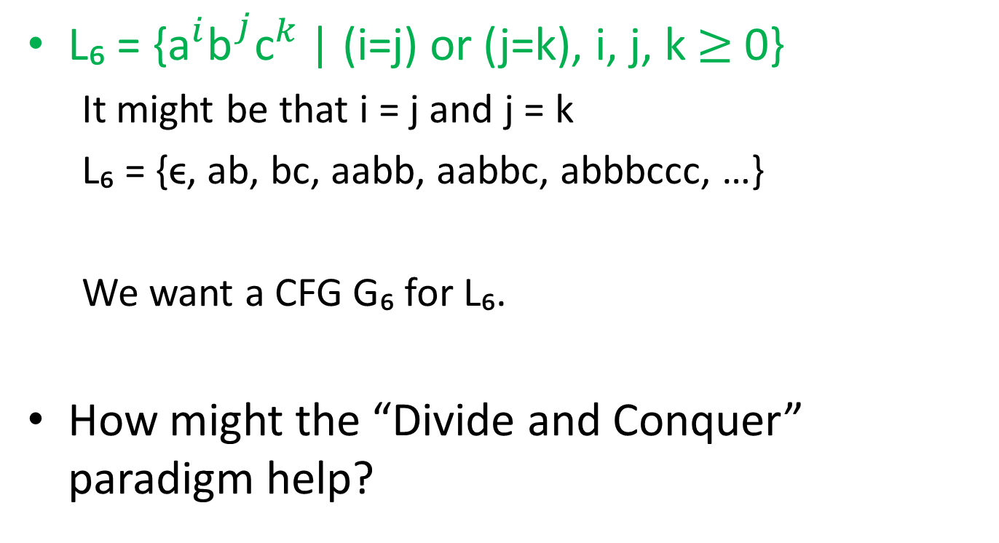 • L₆ = {aⁱbʲcᵏ | (i=j) or (j=k), i, j, k ≥ 0}
It might be that i = j and j = k
L₆ = {ϵ, ab, bc, aabb, aabbc, abbbccc, …}
We want a CFG G₆ for L₆.
• How might the “Divide and Conquer”
paradigm help?